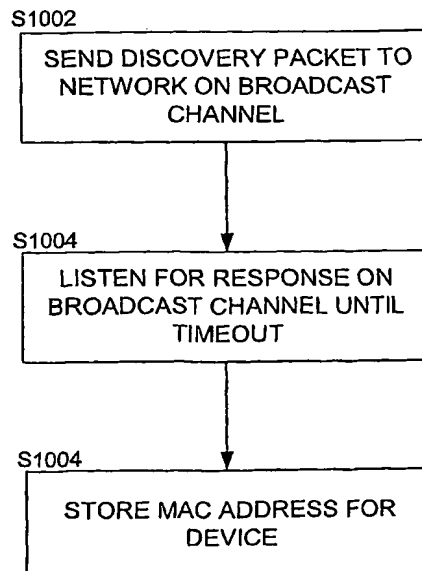 S1002
SEND DISCOVERY PACKET TO
NETWORK ON BROADCAST
CHANNEL
S1004
LISTEN FOR RESPONSE ON
BROADCAST CHANNEL UNTIL
TIMEOUT
S1004
STORE MAC ADDRESS FOR
DEVICE